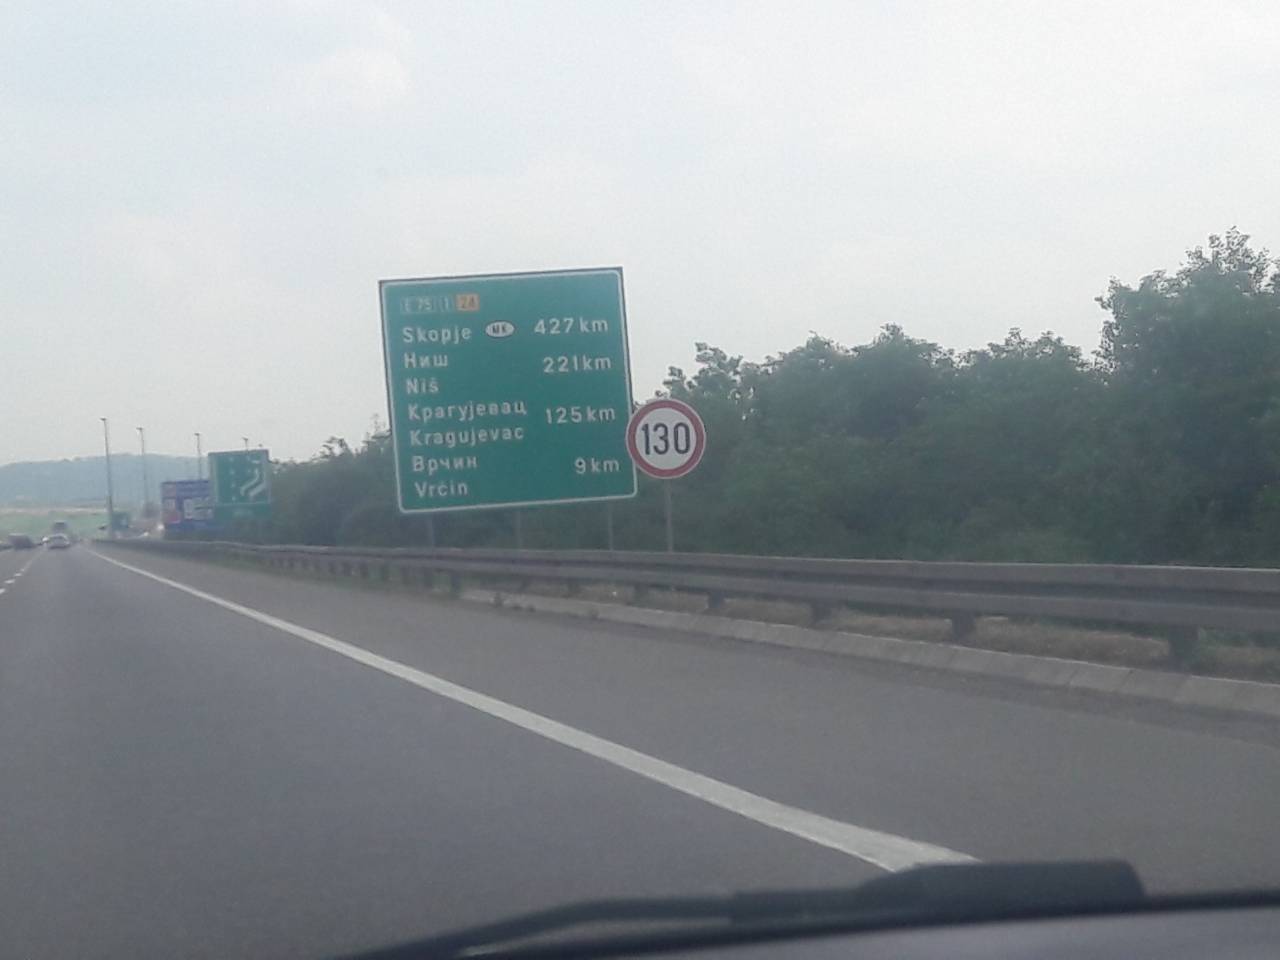 E 75 1 24
Skopje MK 427 km
Ниш 221 km
Niš
Крагујевац 125 km
Kragujevac
Врчин 9 km
Vrčin
130